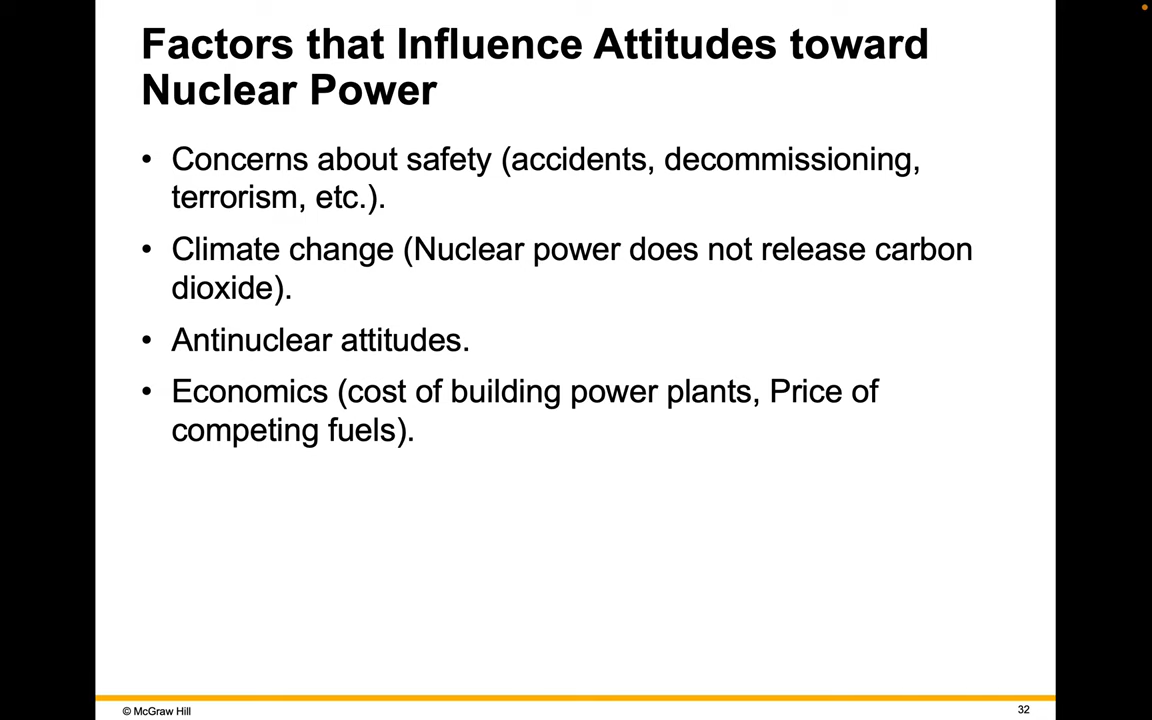 Factors that Influence Attitudes toward
Nuclear Power
• Concerns about safety (accidents, decommissioning,
terrorism, etc.).
• Climate change (Nuclear power does not release carbon
dioxide).
• Antinuclear attitudes.
• Economics (cost of building power plants, Price of
competing fuels).
© McGraw Hill
32